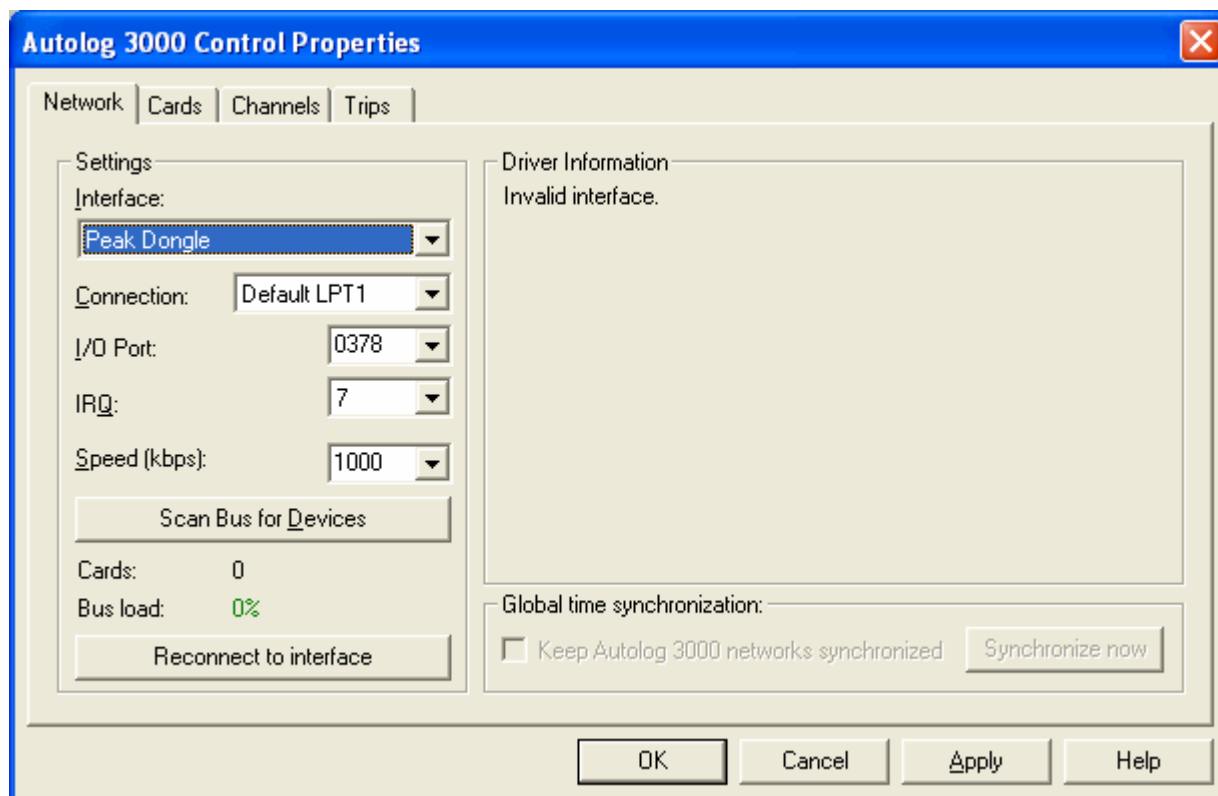 Autolog 3000 Control Properties
Network Cards Channels Trips
Settings
Interface:
Peak Dongle
Connection: Default LPT1
I/O Port: 0378
IRQ: 7
Speed (kbps): 1000
Scan Bus for Devices
Cards: 0
Bus load: 0%
Reconnect to interface
Driver Information
Invalid interface.
Global time synchronization:
Keep Autolog 3000 networks synchronized Synchronize now
OK Cancel Apply Help